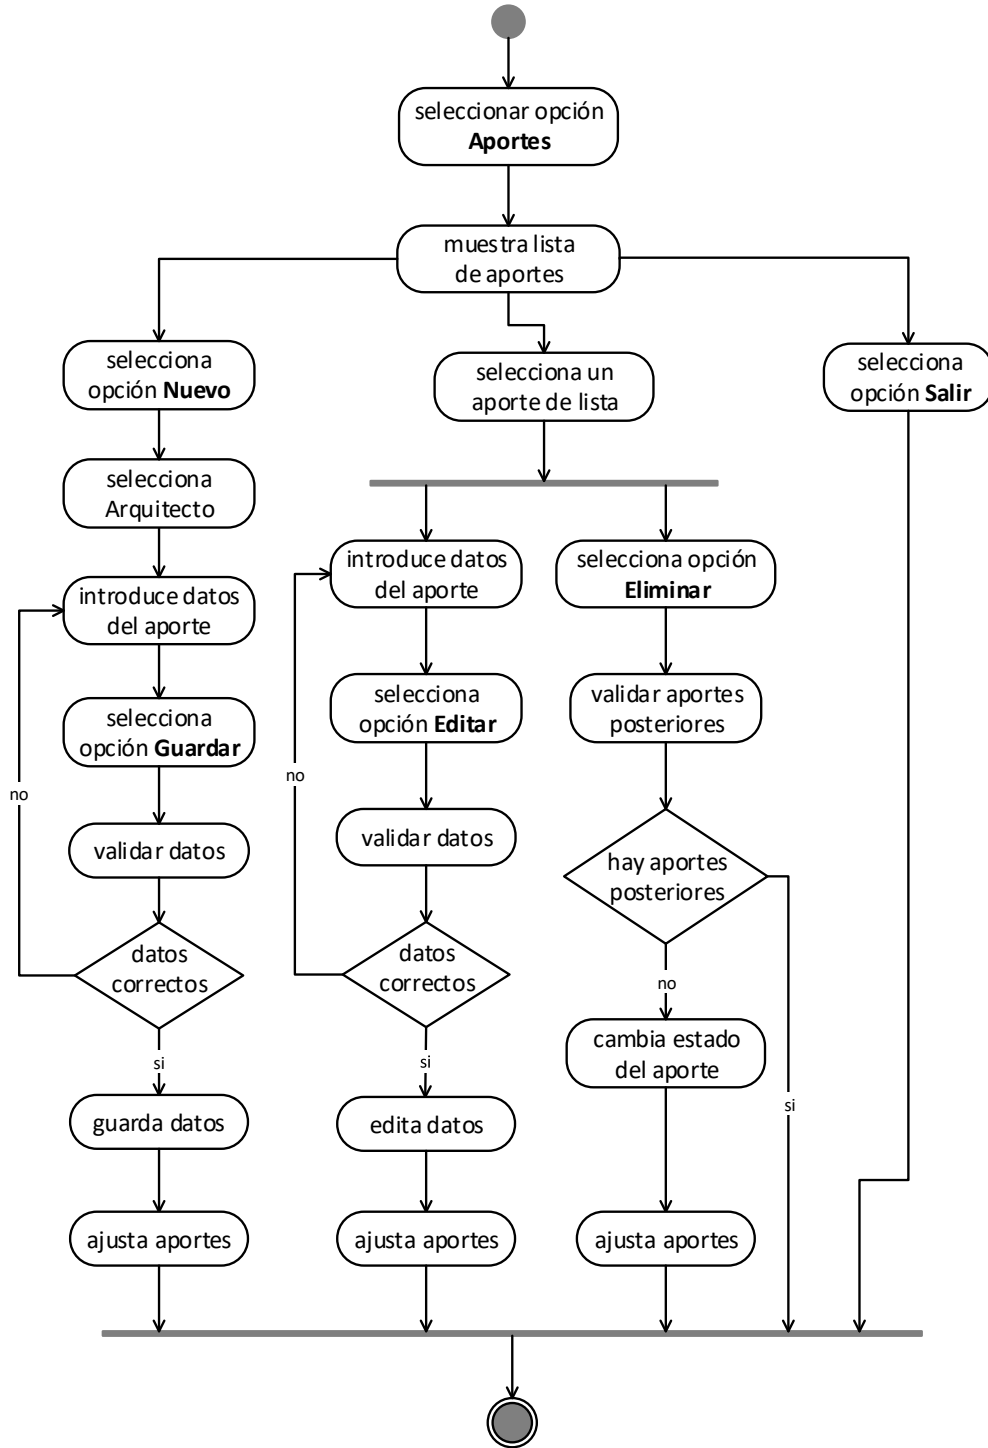 seleccionar opción
Aportes
muestra lista
de aportes
selecciona
opción Nuevo
selecciona un
aporte de lista
selecciona
opción Salir
selecciona
Arquitecto
introduce datos
del aporte
selecciona opción
Eliminar
introduce datos
del aporte
selecciona
opción Guardar
selecciona
opción Editar
validar aportes
posteriores
no
no
validar datos
validar datos
hay aportes
posteriores
datos
correctos
datos
correctos
no
si
si
cambia estado
del aporte
si
guarda datos
edita datos
ajusta aportes
ajusta aportes
ajusta aportes